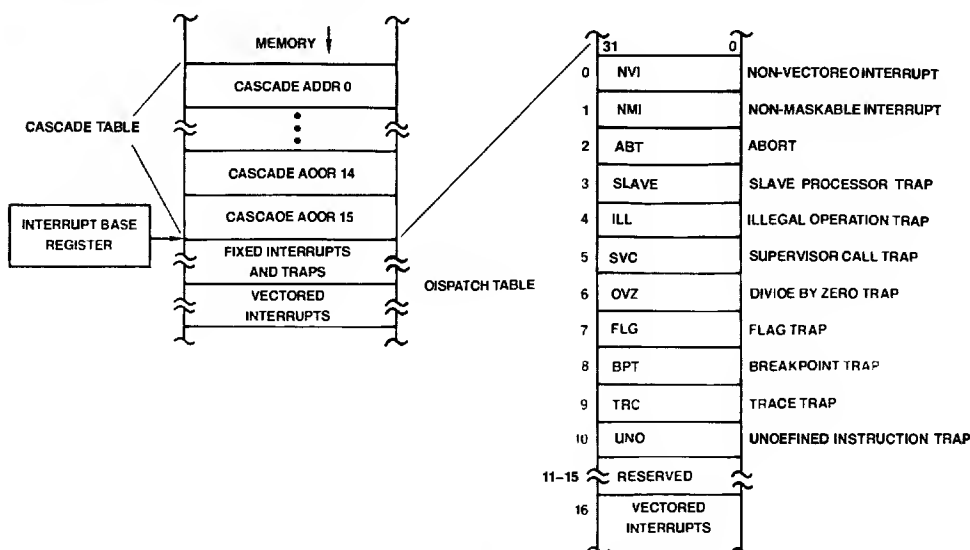 MEMORY
CASCADE ADDR 0
CASCADE TABLE
CASCADE AOOR 14
CASCAOE AOOR 15
INTERRUPT BASE
REGISTER
FIXED INTERRUPTS
AND TRAPS
VECTORED
INTERRUPTS
OISPATCH TABLE
31 0
0 NVI NON-VECTOREO INTERRUPT
1 NMI NON-MASKABLE INTERRUPT
2 ABT ABORT
3 SLAVE SLAVE PROCESSOR TRAP
4 ILL ILLEGAL OPERATION TRAP
5 SVC SUPERVISOR CALL TRAP
6 OVZ DIVIOE BY ZERO TRAP
7 FLG FLAG TRAP
8 BPT BREAKPOINT TRAP
9 TRC TRACE TRAP
10 UNO UNOEFINED INSTRUCTION TRAP
11–15 RESERVED
16 VECTORED
INTERRUPTS